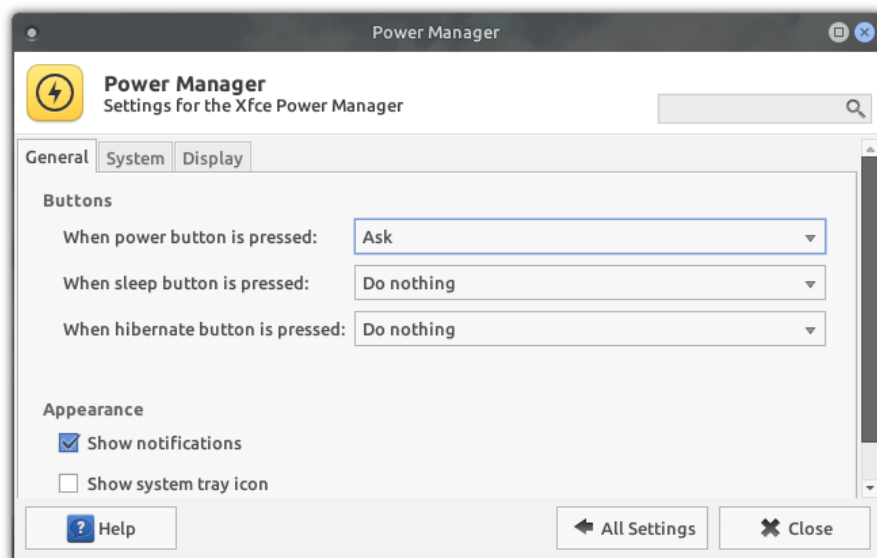 Power Manager
Power Manager
Settings for the Xfce Power Manager
General System Display
Buttons
When power button is pressed: Ask
When sleep button is pressed: Do nothing
When hibernate button is pressed: Do nothing
Appearance
Show notifications
Show system tray icon
? Help All Settings Close